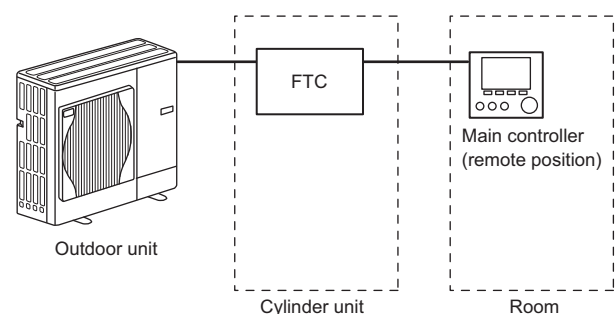 FTC
Main controller
(remote position)
Outdoor unit
Cylinder unit
Room